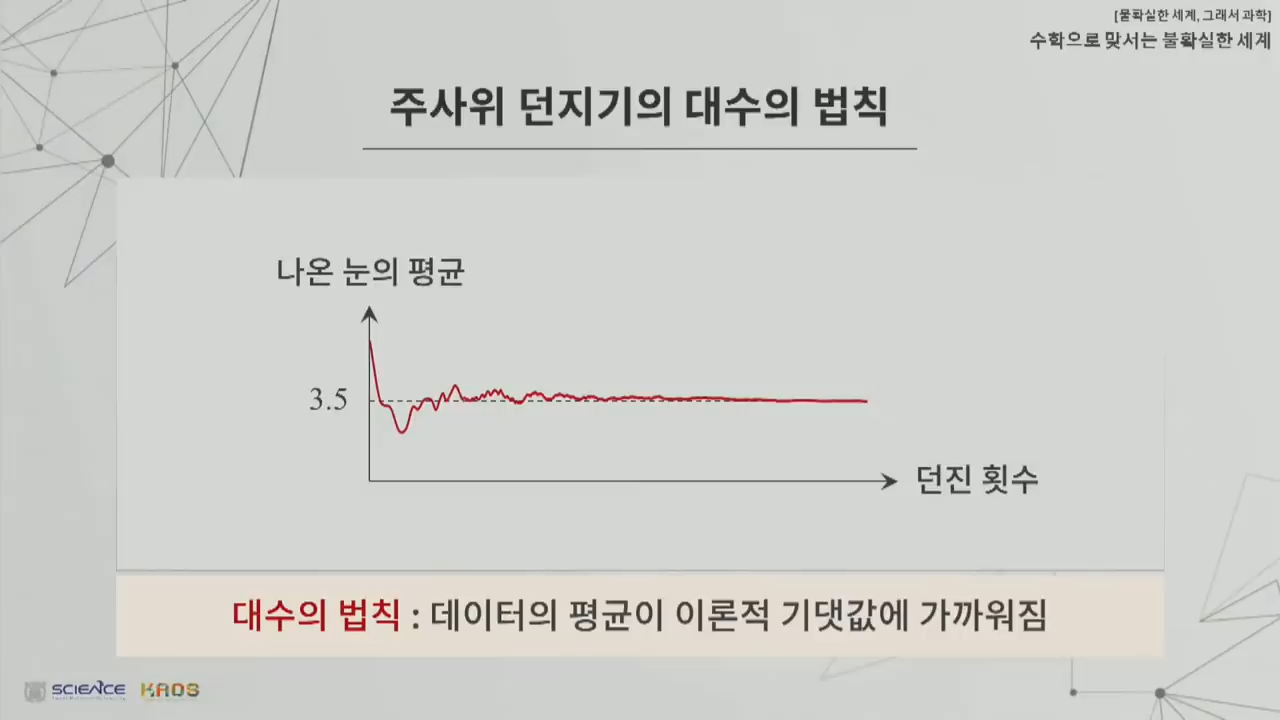 [불확실한 세계, 그래서 과학]
수학으로 맞서는 불확실한 세계
주사위 던지기의 대수의 법칙
나온 눈의 평균
3.5
던진 횟수
대수의 법칙 : 데이터의 평균이 이론적 기댓값에 가까워짐
SCIENCE KAOS